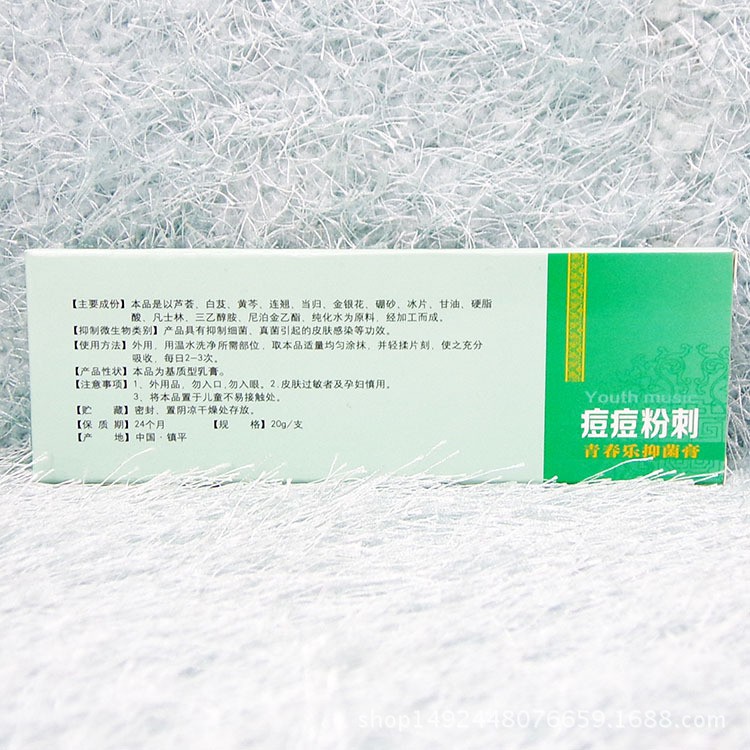 【主要成份】本品是以芦荟、白芨、黄芩、连翘、当归、金银花、硼砂、冰片、甘油、硬脂
酸、凡士林、三乙醇胺、尼泊金乙酯、纯化水为原料，经加工而成。
【抑制微生物类别】产品具有抑制细菌、真菌引起的皮肤感染等功效。
【使用方法】外用，用温水洗净所需部位，取本品适量均匀涂抹，并轻揉片刻，使之充分
吸收，每日2-3次。
【产品性状】本品为基质型乳膏。
【注意事项】1、外用品，勿入口,勿入眼。2、皮肤过敏者及孕妇慎用。
3、将本品置于儿童不易接触处。
【贮 藏】密封、置阴凉干燥处存放。
【保 质 期】24个月 【规 格】20g/支
【产 地】中国·镇平
Youth music
痘痘粉刺
青春乐抑菌膏
shop1492448076659.1688.com